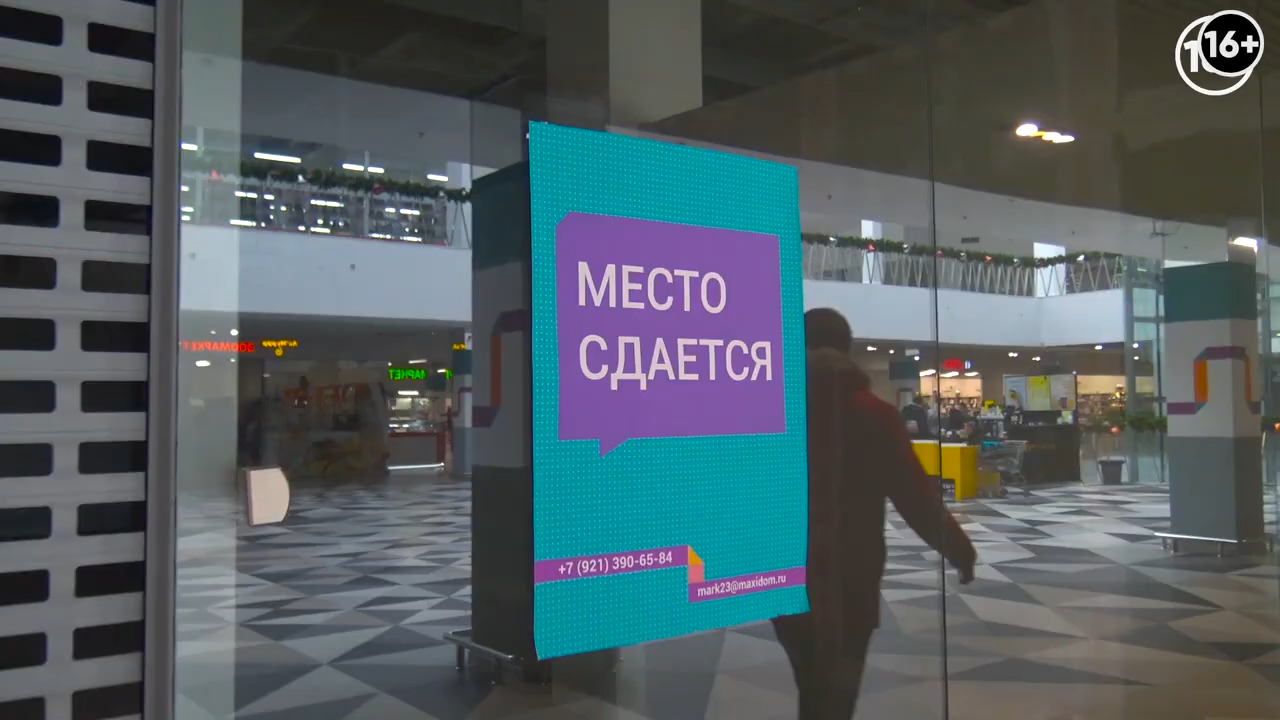 16+
МЕСТО
СДАЕТСЯ
+7 (921) 390-65-84
mark23@maxidom.ru
ЗООМАРКЕТ
МАРКЕТ